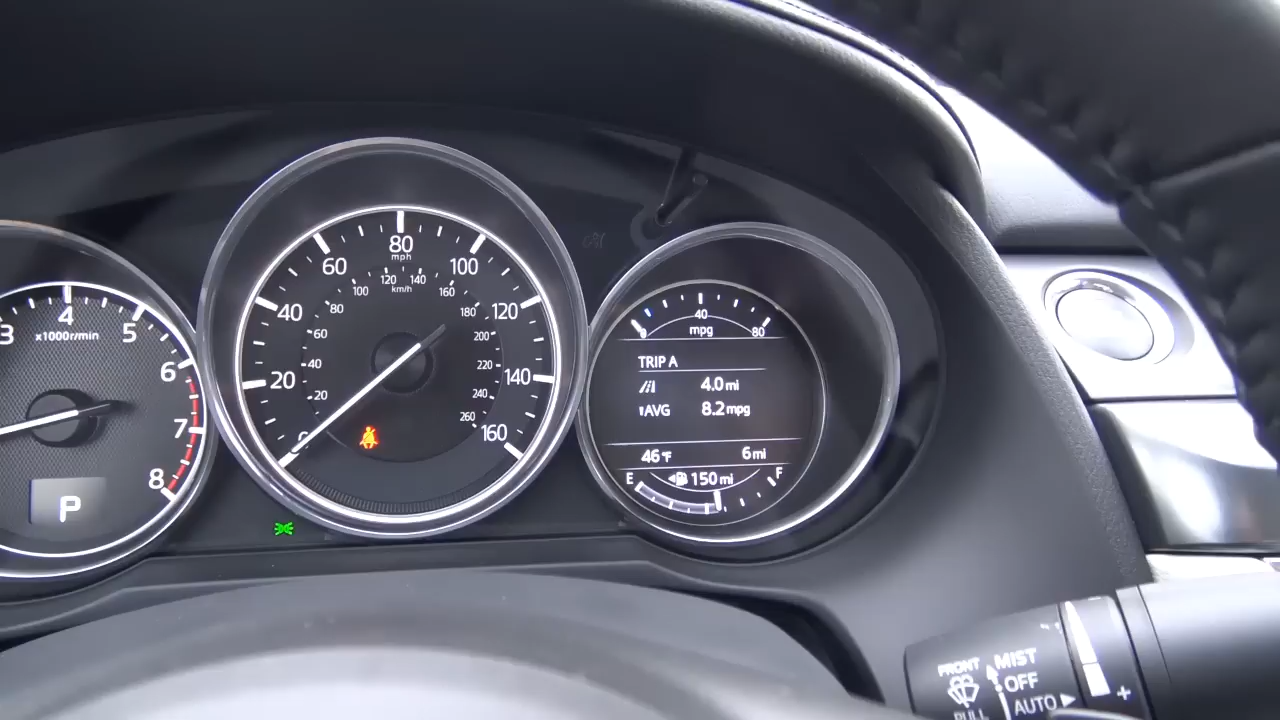 3 4 5 6 7 8
x1000r/min
P
20 40 60 80 100 120 140 160
mph
20 40 60 80 100 120 140 160 180 200 220 240 260
km/h
0 40 80
mpg
TRIP A
4.0 mi
AVG 8.2 mpg
46°F 6 mi
E 150 mi F
FRONT MIST
OFF
AUTO
PULL
+